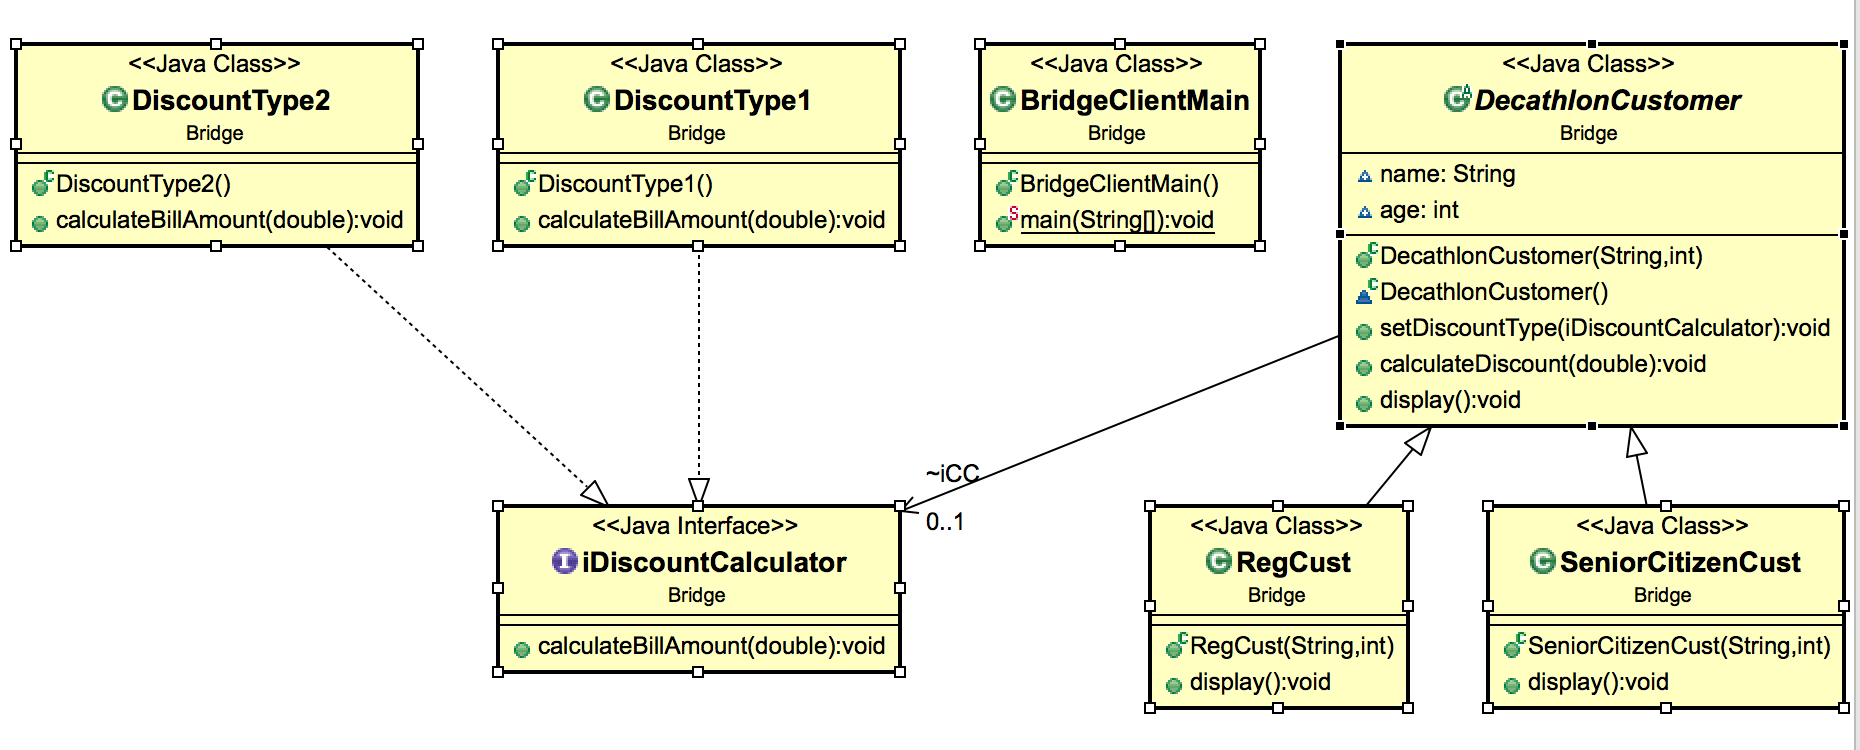 <<Java Class>>
DiscountType2
Bridge
DiscountType2()
calculateBillAmount(double):void
<<Java Class>>
DiscountType1
Bridge
DiscountType1()
calculateBillAmount(double):void
<<Java Class>>
BridgeClientMain
Bridge
BridgeClientMain()
main(String[]):void
<<Java Class>>
DecathlonCustomer
Bridge
name: String
age: int
DecathlonCustomer(String,int)
DecathlonCustomer()
setDiscountType(iDiscountCalculator):void
calculateDiscount(double):void
display():void
~iCC
0..1
<<Java Interface>>
iDiscountCalculator
Bridge
calculateBillAmount(double):void
<<Java Class>>
RegCust
Bridge
RegCust(String,int)
display():void
<<Java Class>>
SeniorCitizenCust
Bridge
SeniorCitizenCust(String,int)
display():void